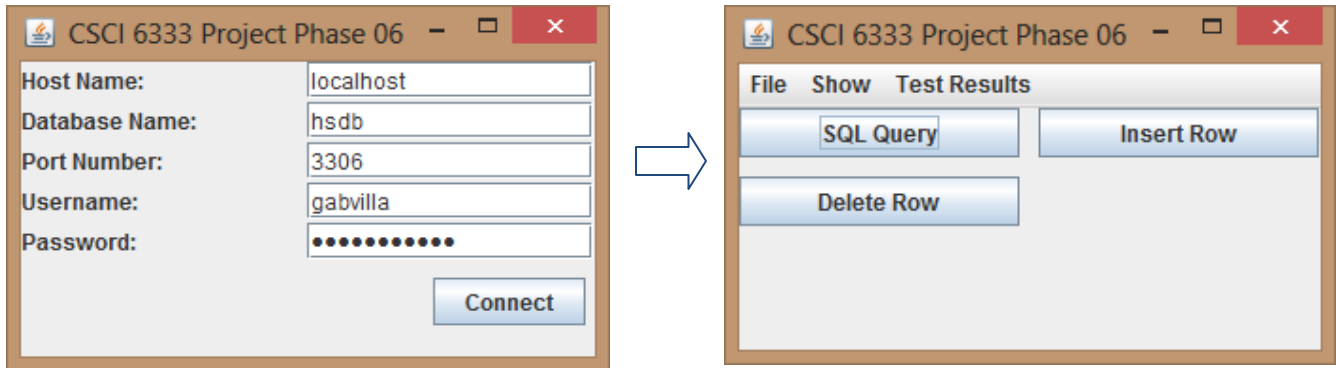 CSCI 6333 Project Phase 06
Host Name: localhost
Database Name: hsdb
Port Number: 3306
Username: gabvilla
Password: •••••••••••
Connect
CSCI 6333 Project Phase 06
File Show Test Results
SQL Query Insert Row
Delete Row